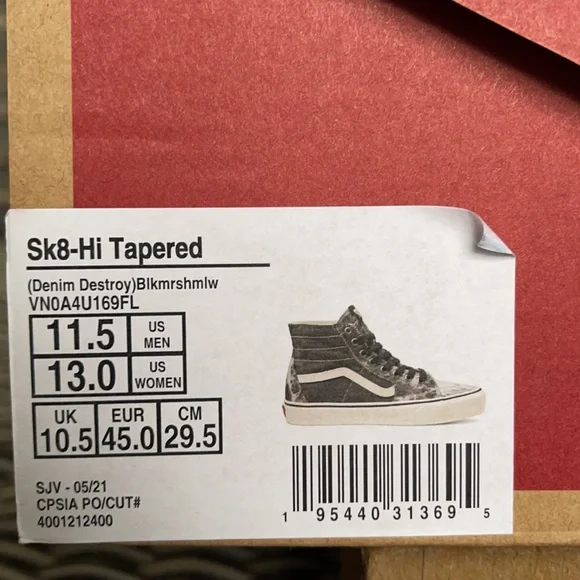 Sk8-Hi Tapered
(Denim Destroy)Blkmrshmlw
VN0A4U169FL
11.5 US MEN
13.0 US WOMEN
UK EUR CM
10.5 45.0 29.5
SJV - 05/21
CPSIA PO/CUT#
4001212400
1 95440 31369 5